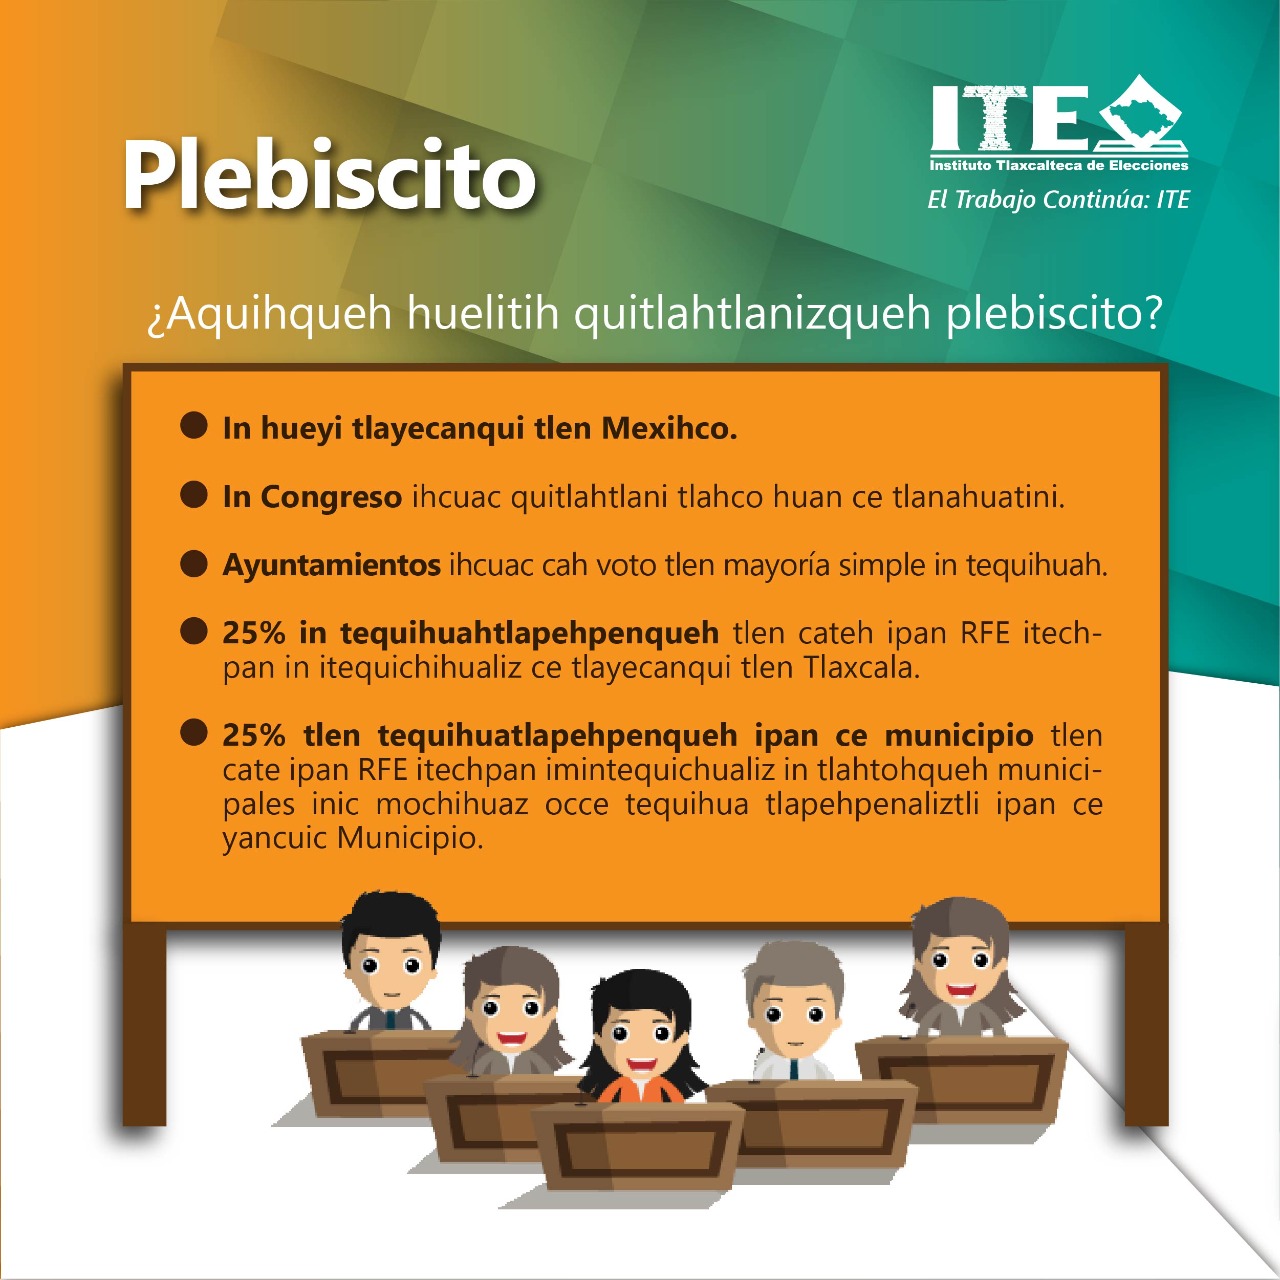 Plebiscito
ITE
Instituto Tlaxcalteca de Elecciones
El Trabajo Continúa: ITE
¿Aquihqueh huelitih quitlahtlanizqueh plebiscito?
● In hueyi tlayecanqui tlen Mexihco.
● In Congreso ihcuac quitlahtlani tlahco huan ce tlanahuatini.
● Ayuntamientos ihcuac cah voto tlen mayoría simple in tequihuah.
● 25% in tequihuahtlapehpenqueh tlen cateh ipan RFE itech-
pan in itequichihualiz ce tlayecanqui tlen Tlaxcala.
● 25% tlen tequihuatlapehpenqueh ipan ce municipio tlen
cate ipan RFE itechpan imintequichualiz in tlahtohqueh munici-
pales inic mochihuaz occe tequihua tlapehpenaliztli ipan ce
yancuic Municipio.